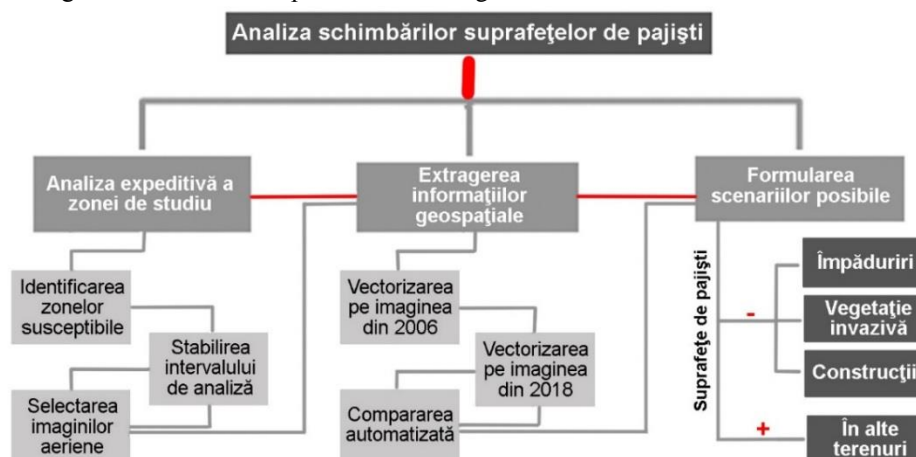 Analiza schimbărilor suprafeţelor de pajişti
Analiza expeditivă a
zonei de studiu
Extragerea
informaţiilor
geospaţiale
Formularea
scenariilor posibile
Identificarea
zonelor
susceptibile
Stabilirea
intervalului
de analiză
Selectarea
imaginilor
aeriene
Vectorizarea
pe imaginea
din 2006
Vectorizarea
pe imaginea
din 2018
Compararea
automatizată
Suprafeţe de pajişti
-
+
Împăduriri
Vegetaţie
invazivă
Construcţii
În alte
terenuri